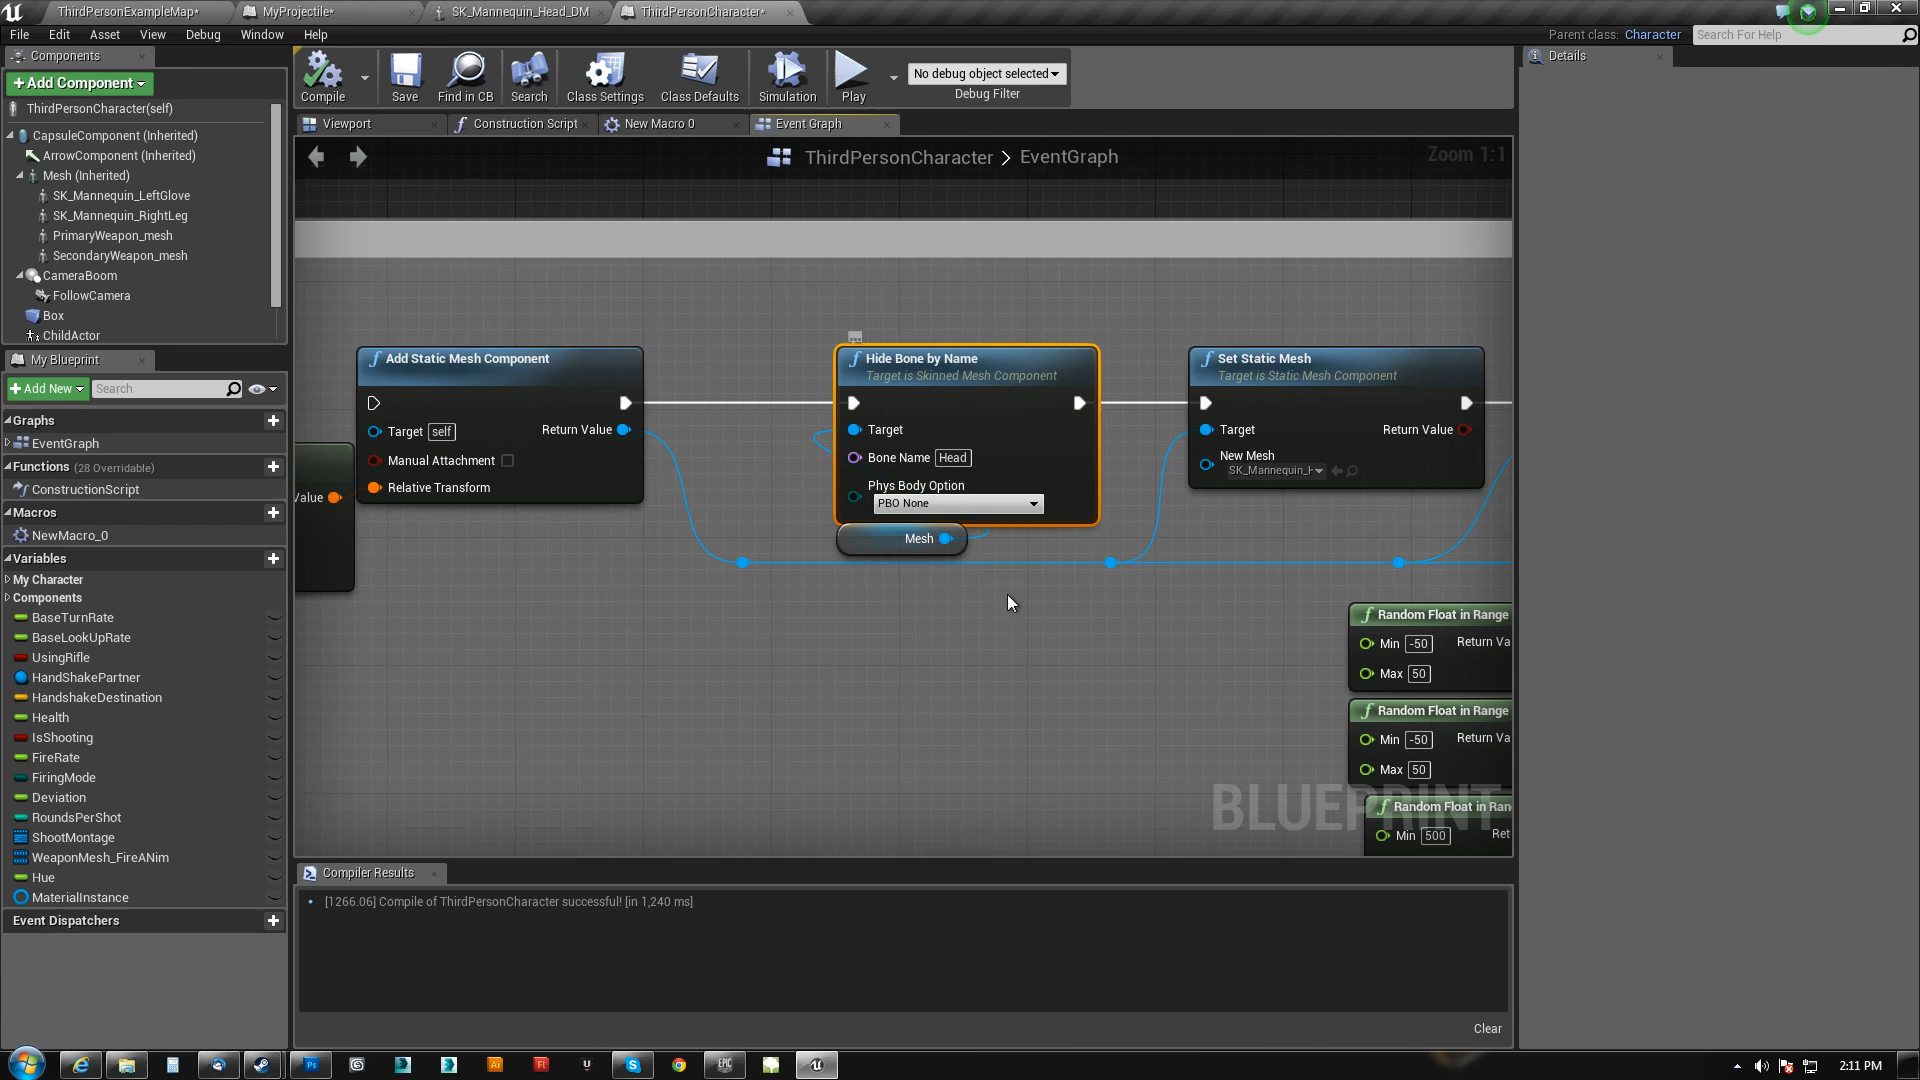 ThirdPersonExampleMap*
MyProjectile*
SK_Mannequin_Head_DM
ThirdPersonCharacter*
File Edit Asset View Debug Window Help
Parent class: Character
Search For Help
Components
+Add Component
ThirdPersonCharacter(self)
CapsuleComponent (Inherited)
ArrowComponent (Inherited)
Mesh (Inherited)
SK_Mannequin_LeftGlove
SK_Mannequin_RightLeg
PrimaryWeapon_mesh
SecondaryWeapon_mesh
CameraBoom
FollowCamera
Box
ChildActor
My Blueprint
+Add New
Search
Graphs
EventGraph
Functions (28 Overridable)
ConstructionScript
Macros
NewMacro_0
Variables
My Character
Components
BaseTurnRate
BaseLookUpRate
UsingRifle
HandShakePartner
HandshakeDestination
Health
IsShooting
FireRate
FiringMode
Deviation
RoundsPerShot
ShootMontage
WeaponMesh_FireANim
Hue
MaterialInstance
Event Dispatchers
Compile Save Find in CB Search Class Settings Class Defaults Simulation Play
No debug object selected
Debug Filter
Viewport Construction Script New Macro 0 Event Graph
ThirdPersonCharacter > EventGraph
Zoom 1:1
Add Static Mesh Component
Target self
Return Value
Manual Attachment
Relative Transform
Hide Bone by Name
Target is Skinned Mesh Component
Target
Bone Name Head
Phys Body Option
PBO None
Mesh
Set Static Mesh
Target is Static Mesh Component
Target
Return Value
New Mesh
Random Float in Range
Min -50
Max 50
Random Float in Range
Min -50
Max 50
Min 500
BLUEPRINT
Compiler Results
[1266.06] Compile of ThirdPersonCharacter successful! [in 1,240 ms]
Clear
Details
Ps
Ai
Fl
EPIC
2:11 PM